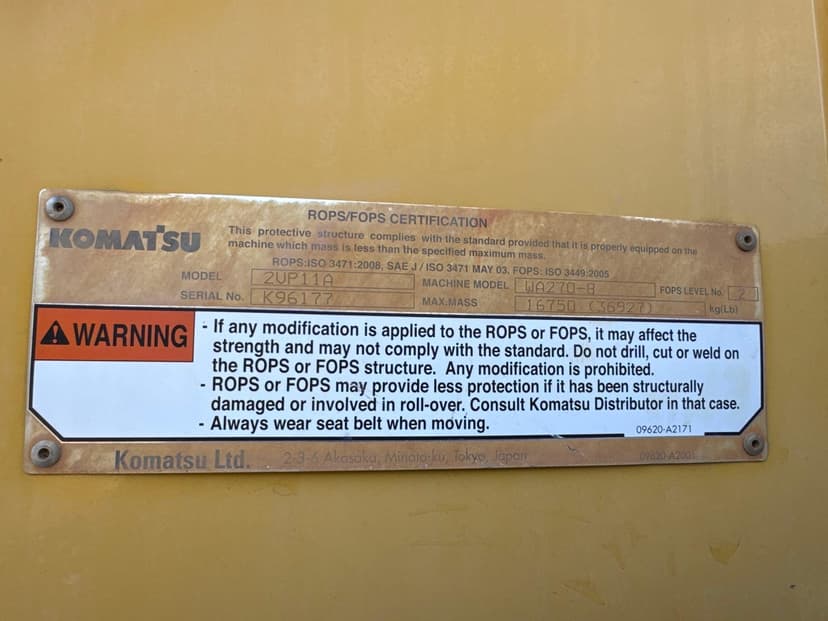 ROPS/FOPS CERTIFICATION
KOMATSU
This protective structure complies with the standard provided that it is properly equipped on the
machine which mass is less than the specified maximum mass.
ROPS:ISO 3471:2008, SAE J / ISO 3471 MAY 03. FOPS: ISO 3449:2005
MODEL 2VP11A MACHINE MODEL WA270-8 FOPS LEVEL No. 2
SERIAL No. K96177 MAX.MASS 16750 (36927) kg(Lb)
WARNING
- If any modification is applied to the ROPS or FOPS, it may affect the
strength and may not comply with the standard. Do not drill, cut or weld on
the ROPS or FOPS structure. Any modification is prohibited.
- ROPS or FOPS may provide less protection if it has been structurally
damaged or involved in roll-over. Consult Komatsu Distributor in that case.
- Always wear seat belt when moving.
09620-A2171
Komatsu Ltd. 2-3-6 Akasaka, Minato-ku, Tokyo, Japan